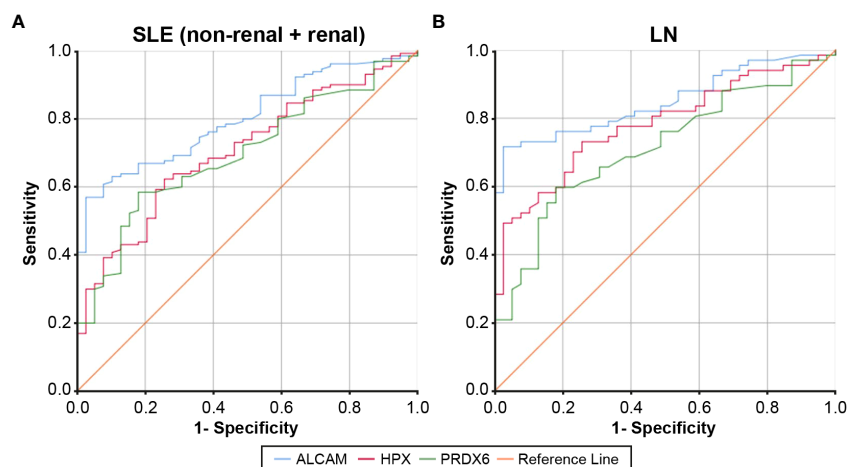 A
SLE (non-renal + renal)
1.0
0.8
0.6
0.4
0.2
0.0
Sensitivity
0.0 0.2 0.4 0.6 0.8 1.0
1- Specificity
B
LN
1.0
0.8
0.6
0.4
0.2
0.0
Sensitivity
0.0 0.2 0.4 0.6 0.8 1.0
1- Specificity
ALCAM HPX PRDX6 Reference Line